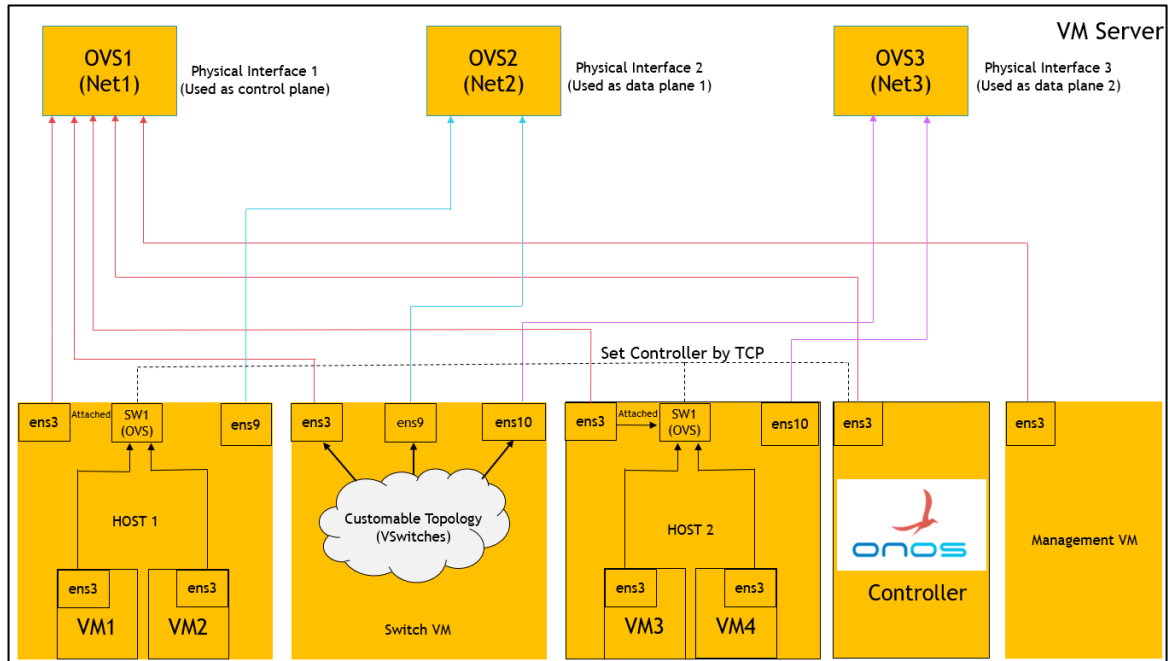 VM Server
OVS1
(Net1)
Physical Interface 1
(Used as control plane)
OVS2
(Net2)
Physical Interface 2
(Used as data plane 1)
OVS3
(Net3)
Physical Interface 3
(Used as data plane 2)
Set Controller by TCP
ens3
Attached
SW1
(OVS)
ens9
HOST 1
ens3
VM1
ens3
VM2
ens3
ens9
ens10
Customable Topology
(VSwitches)
Switch VM
ens3
Attached
SW1
(OVS)
ens10
HOST 2
ens3
VM3
ens3
VM4
ens3
onos
Controller
ens3
Management VM